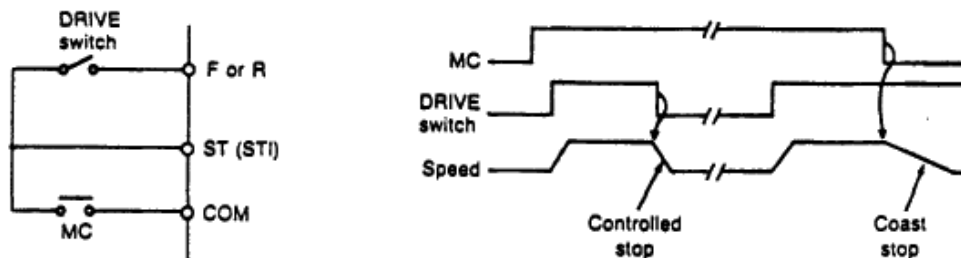 DRIVE
switch
F or R
ST (STI)
COM
MC
MC
DRIVE
switch
Speed
Controlled
stop
Coast
stop